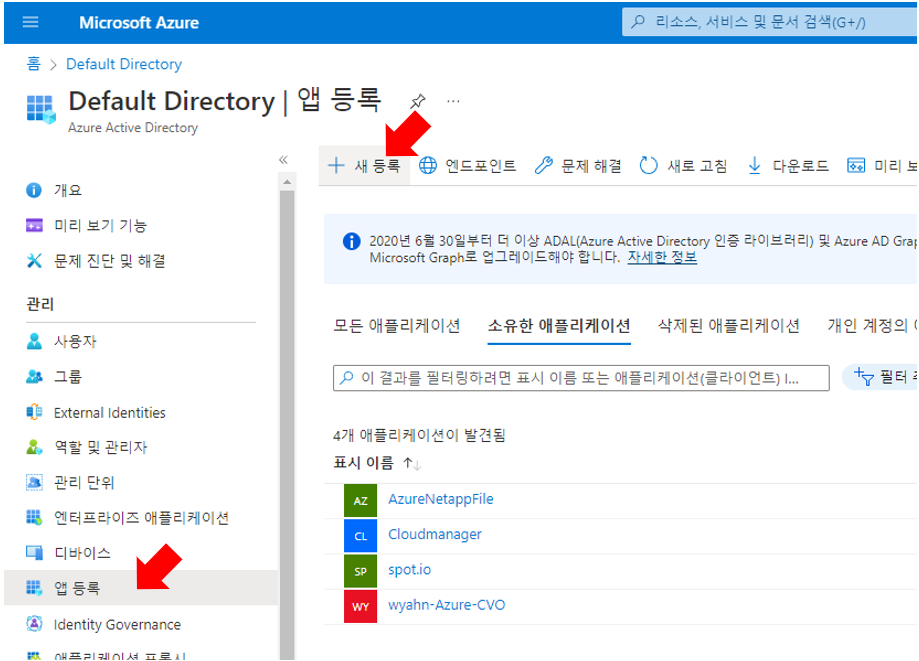 Microsoft Azure
리소스, 서비스 및 문서 검색(G+/)
홈 > Default Directory
Default Directory | 앱 등록 ...
Azure Active Directory
«
개요
미리 보기 기능
문제 진단 및 해결
관리
사용자
그룹
External Identities
역할 및 관리자
관리 단위
엔터프라이즈 애플리케이션
디바이스
앱 등록
Identity Governance
애플리케이션 프록시
+ 새 등록 엔드포인트 문제 해결 새로 고침 다운로드 미리 보
2020년 6월 30일부터 더 이상 ADAL(Azure Active Directory 인증 라이브러리) 및 Azure AD Grap
Microsoft Graph로 업그레이드해야 합니다. 자세한 정보
모든 애플리케이션 소유한 애플리케이션 삭제된 애플리케이션 개인 계정의
이 결과를 필터링하려면 표시 이름 또는 애플리케이션(클라이언트) I... 필터
4개 애플리케이션이 발견됨
표시 이름 ↑↓
AZ AzureNetappFile
CL Cloudmanager
SP spot.io
WY wyahn-Azure-CVO